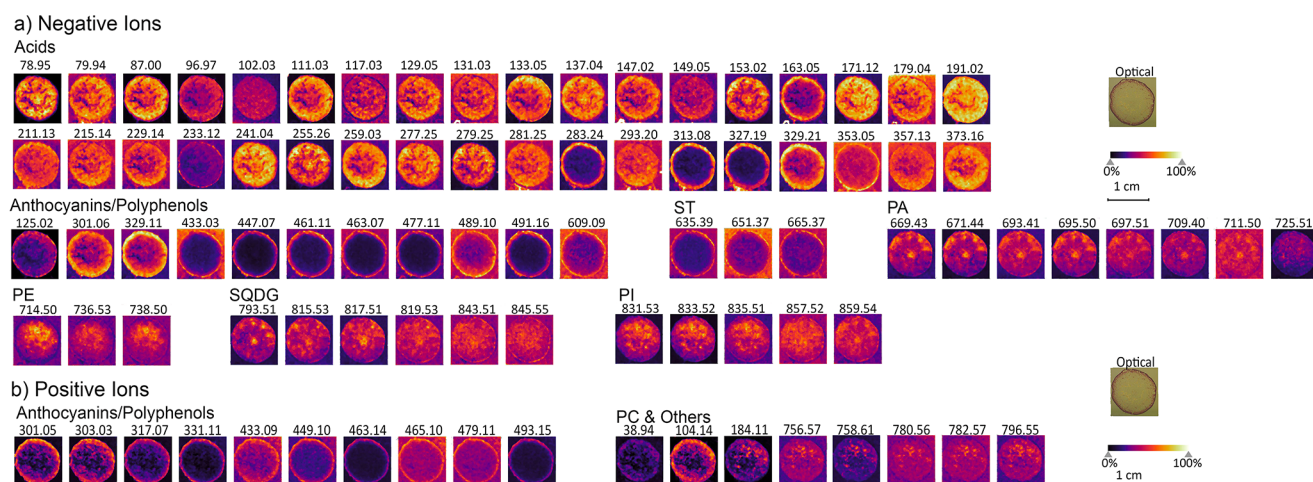 a) Negative Ions
Acids
78.95 79.94 87.00 96.97 102.03 111.03 117.03 129.05 131.03 133.05 137.04 147.02 149.05 153.02 163.05 171.12 179.04 191.02
Optical
211.13 215.14 229.14 233.12 241.04 255.26 259.03 277.25 279.25 281.25 283.24 293.20 313.08 327.19 329.21 353.05 357.13 373.16
0% 100%
1 cm
Anthocyanins/Polyphenols ST PA
125.02 301.06 329.11 433.03 447.07 461.11 463.07 477.11 489.10 491.16 609.09 635.39 651.37 665.37 669.43 671.44 693.41 695.50 697.51 709.40 711.50 725.51
PE SQDG PI
714.50 736.53 738.50 793.51 815.53 817.51 819.53 843.51 845.55 831.53 833.52 835.51 857.52 859.54
Optical
b) Positive Ions
Anthocyanins/Polyphenols PC & Others
301.05 303.03 317.07 331.11 433.09 449.10 463.14 465.10 479.11 493.15 38.94 104.14 184.11 756.57 758.61 780.56 782.57 796.55
0% 100%
1 cm